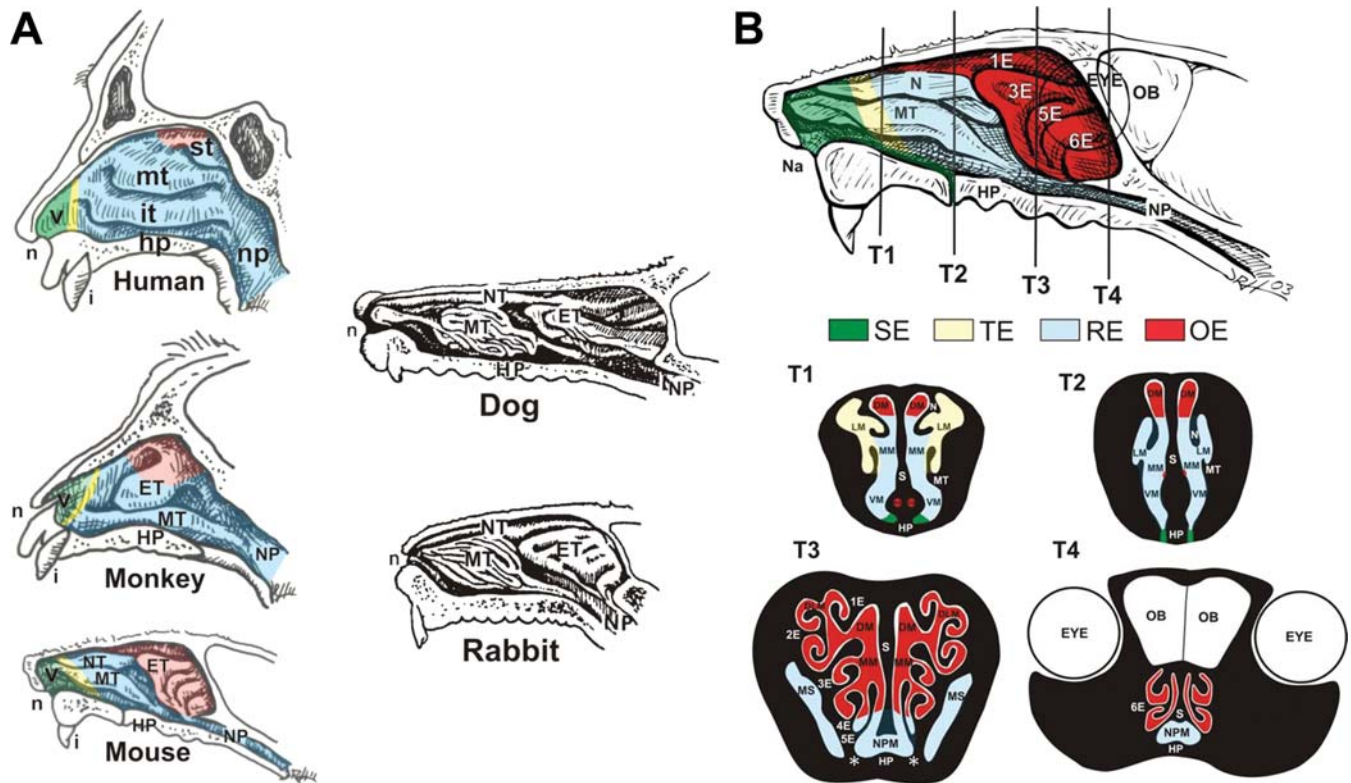 A
st
mt
V
it
hp
np
n
i
Human
V
ET
MT
HP
NP
n
i
Monkey
NT
ET
V
MT
n
HP
NP
i
Mouse
NT
MT
ET
n
HP
NP
Dog
NT
MT
ET
n
NP
Rabbit
B
1E
EYE
OB
N
3E
MT
5E
6E
Na
HP
NP
T1
T2
T3
T4
SE
TE
RE
OE
T1
DM
DM
N
LM
LM
MM
MM
S
MT
VM
VM
HP
T2
DM
DM
N
S
LM
LM
MM
MM
MT
VM
VM
HP
T3
1E
DLM
DLM
2E
DM
DM
S
MM
MM
3E
MS
MS
4E
5E
NPM
HP
* *
T4
OB
OB
EYE
EYE
6E
S
NPM
HP